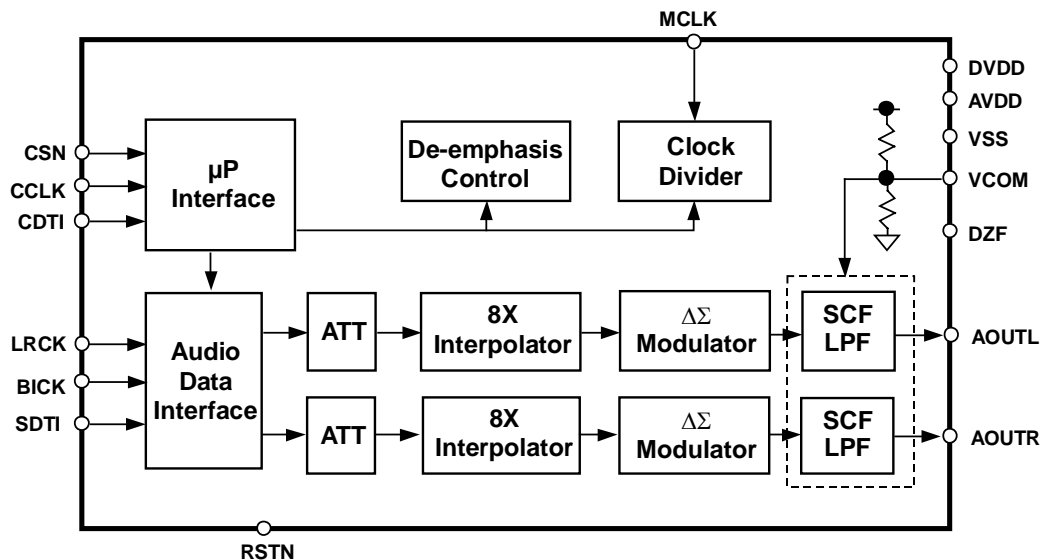 MCLK
DVDD
AVDD
VSS
VCOM
DZF
CSN
CCLK
CDTI
µP
Interface
De-emphasis
Control
Clock
Divider
LRCK
BICK
SDTI
Audio
Data
Interface
ATT
8X
Interpolator
ΔΣ
Modulator
SCF
LPF
AOUTL
ATT
8X
Interpolator
ΔΣ
Modulator
SCF
LPF
AOUTR
RSTN